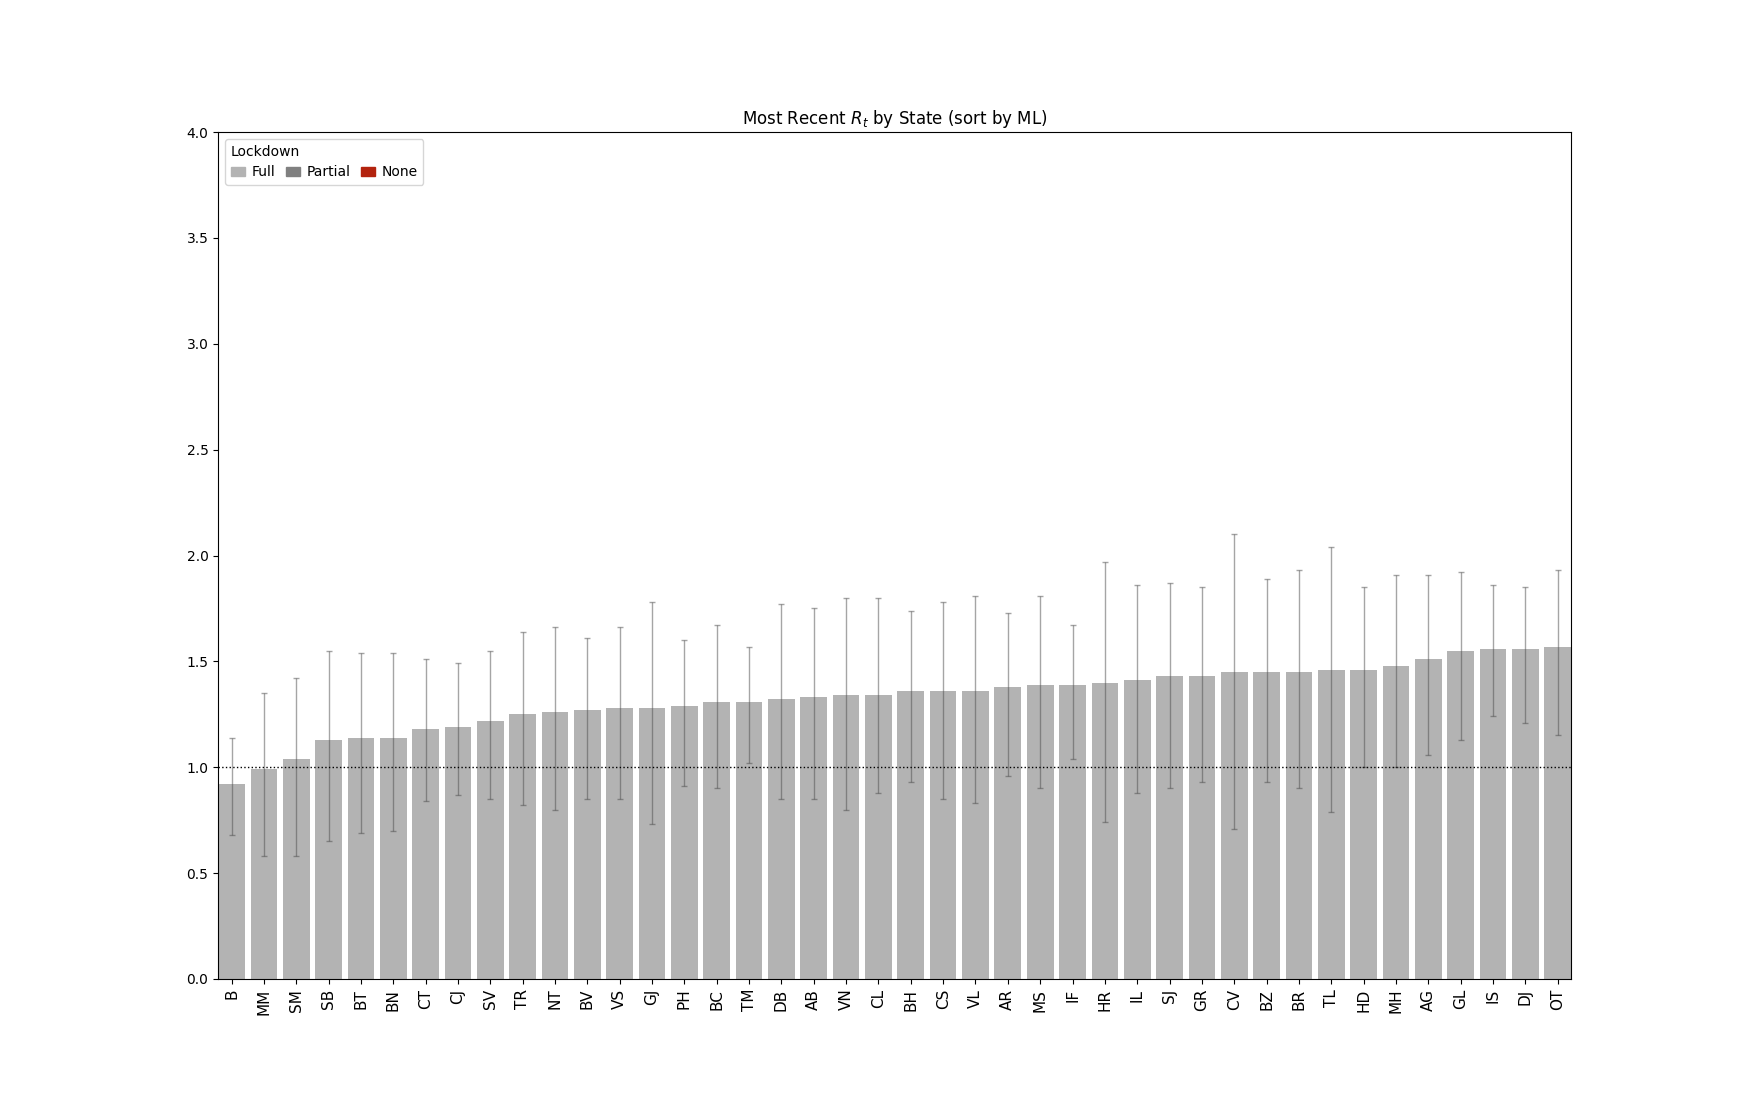 Most Recent R_t by State (sort by ML)
4.0
Lockdown
Full Partial None
3.5
3.0
2.5
2.0
1.5
1.0
0.5
0.0
B MM SM SB BT BN CT CJ SV TR NT BV VS GJ PH BC TM DB AB VN CL BH CS VL AR MS IF HR IL SJ GR CV BZ BR TL HD MH AG GL IS DJ OT